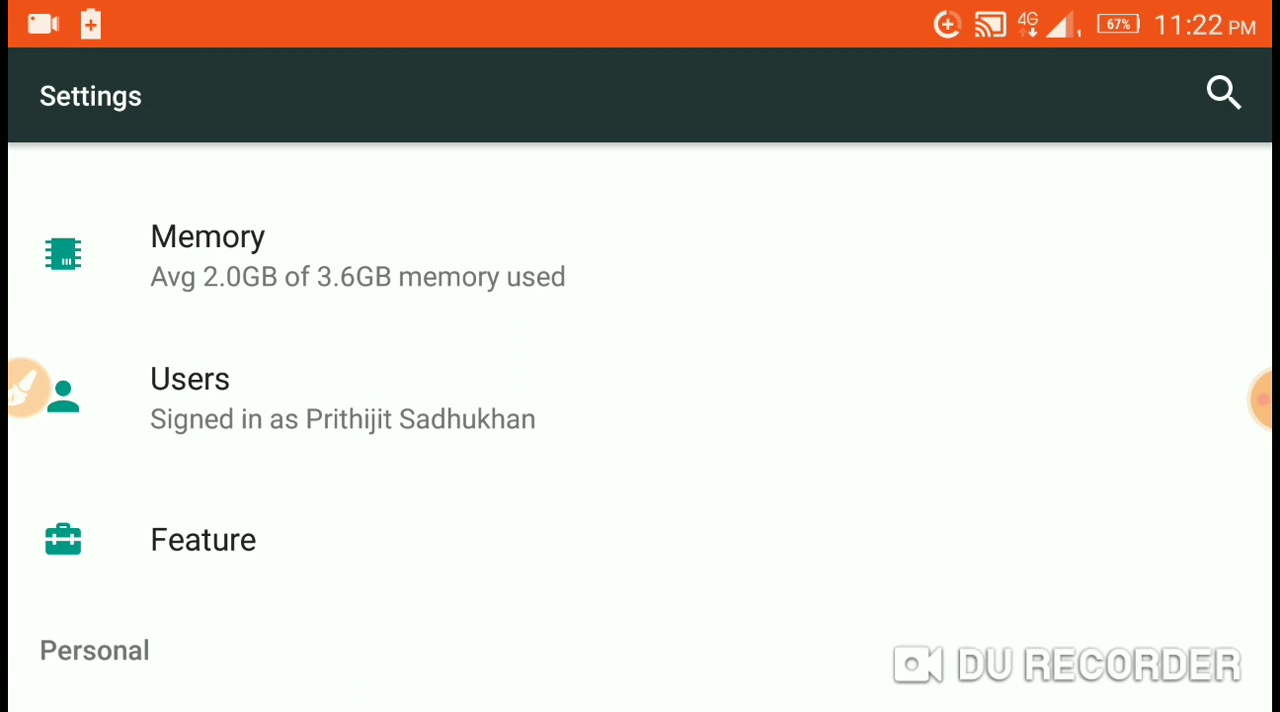 4G 1 67% 11:22 PM
Settings
Memory
Avg 2.0GB of 3.6GB memory used
Users
Signed in as Prithijit Sadhukhan
Feature
Personal
DU RECORDER